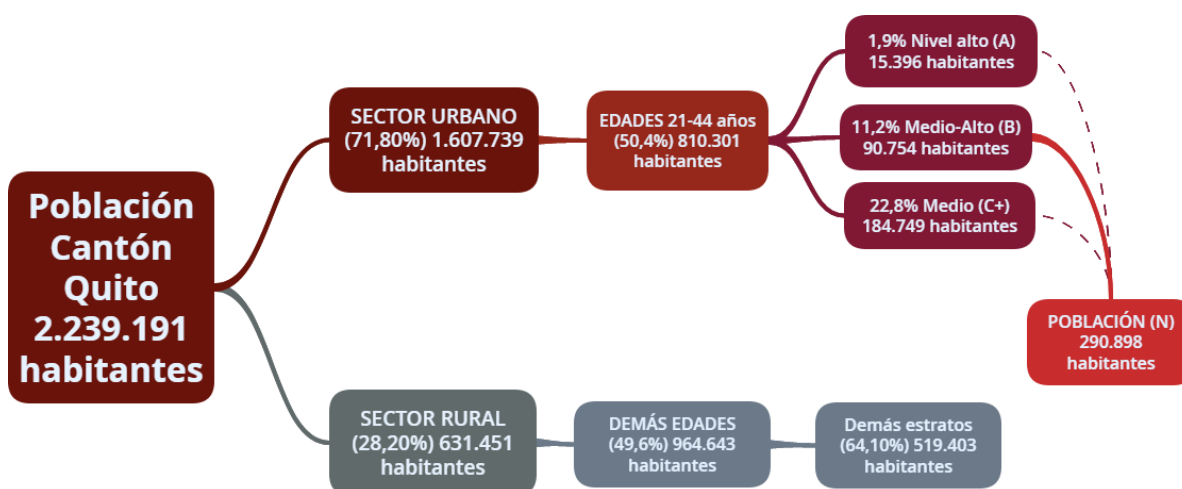 Población
Cantón
Quito
2.239.191
habitantes
SECTOR URBANO
(71,80%) 1.607.739
habitantes
EDADES 21-44 años
(50,4%) 810.301
habitantes
1,9% Nivel alto (A)
15.396 habitantes
11,2% Medio-Alto (B)
90.754 habitantes
22,8% Medio (C+)
184.749 habitantes
POBLACIÓN (N)
290.898
habitantes
SECTOR RURAL
(28,20%) 631.451
habitantes
DEMÁS EDADES
(49,6%) 964.643
habitantes
Demás estratos
(64,10%) 519.403
habitantes